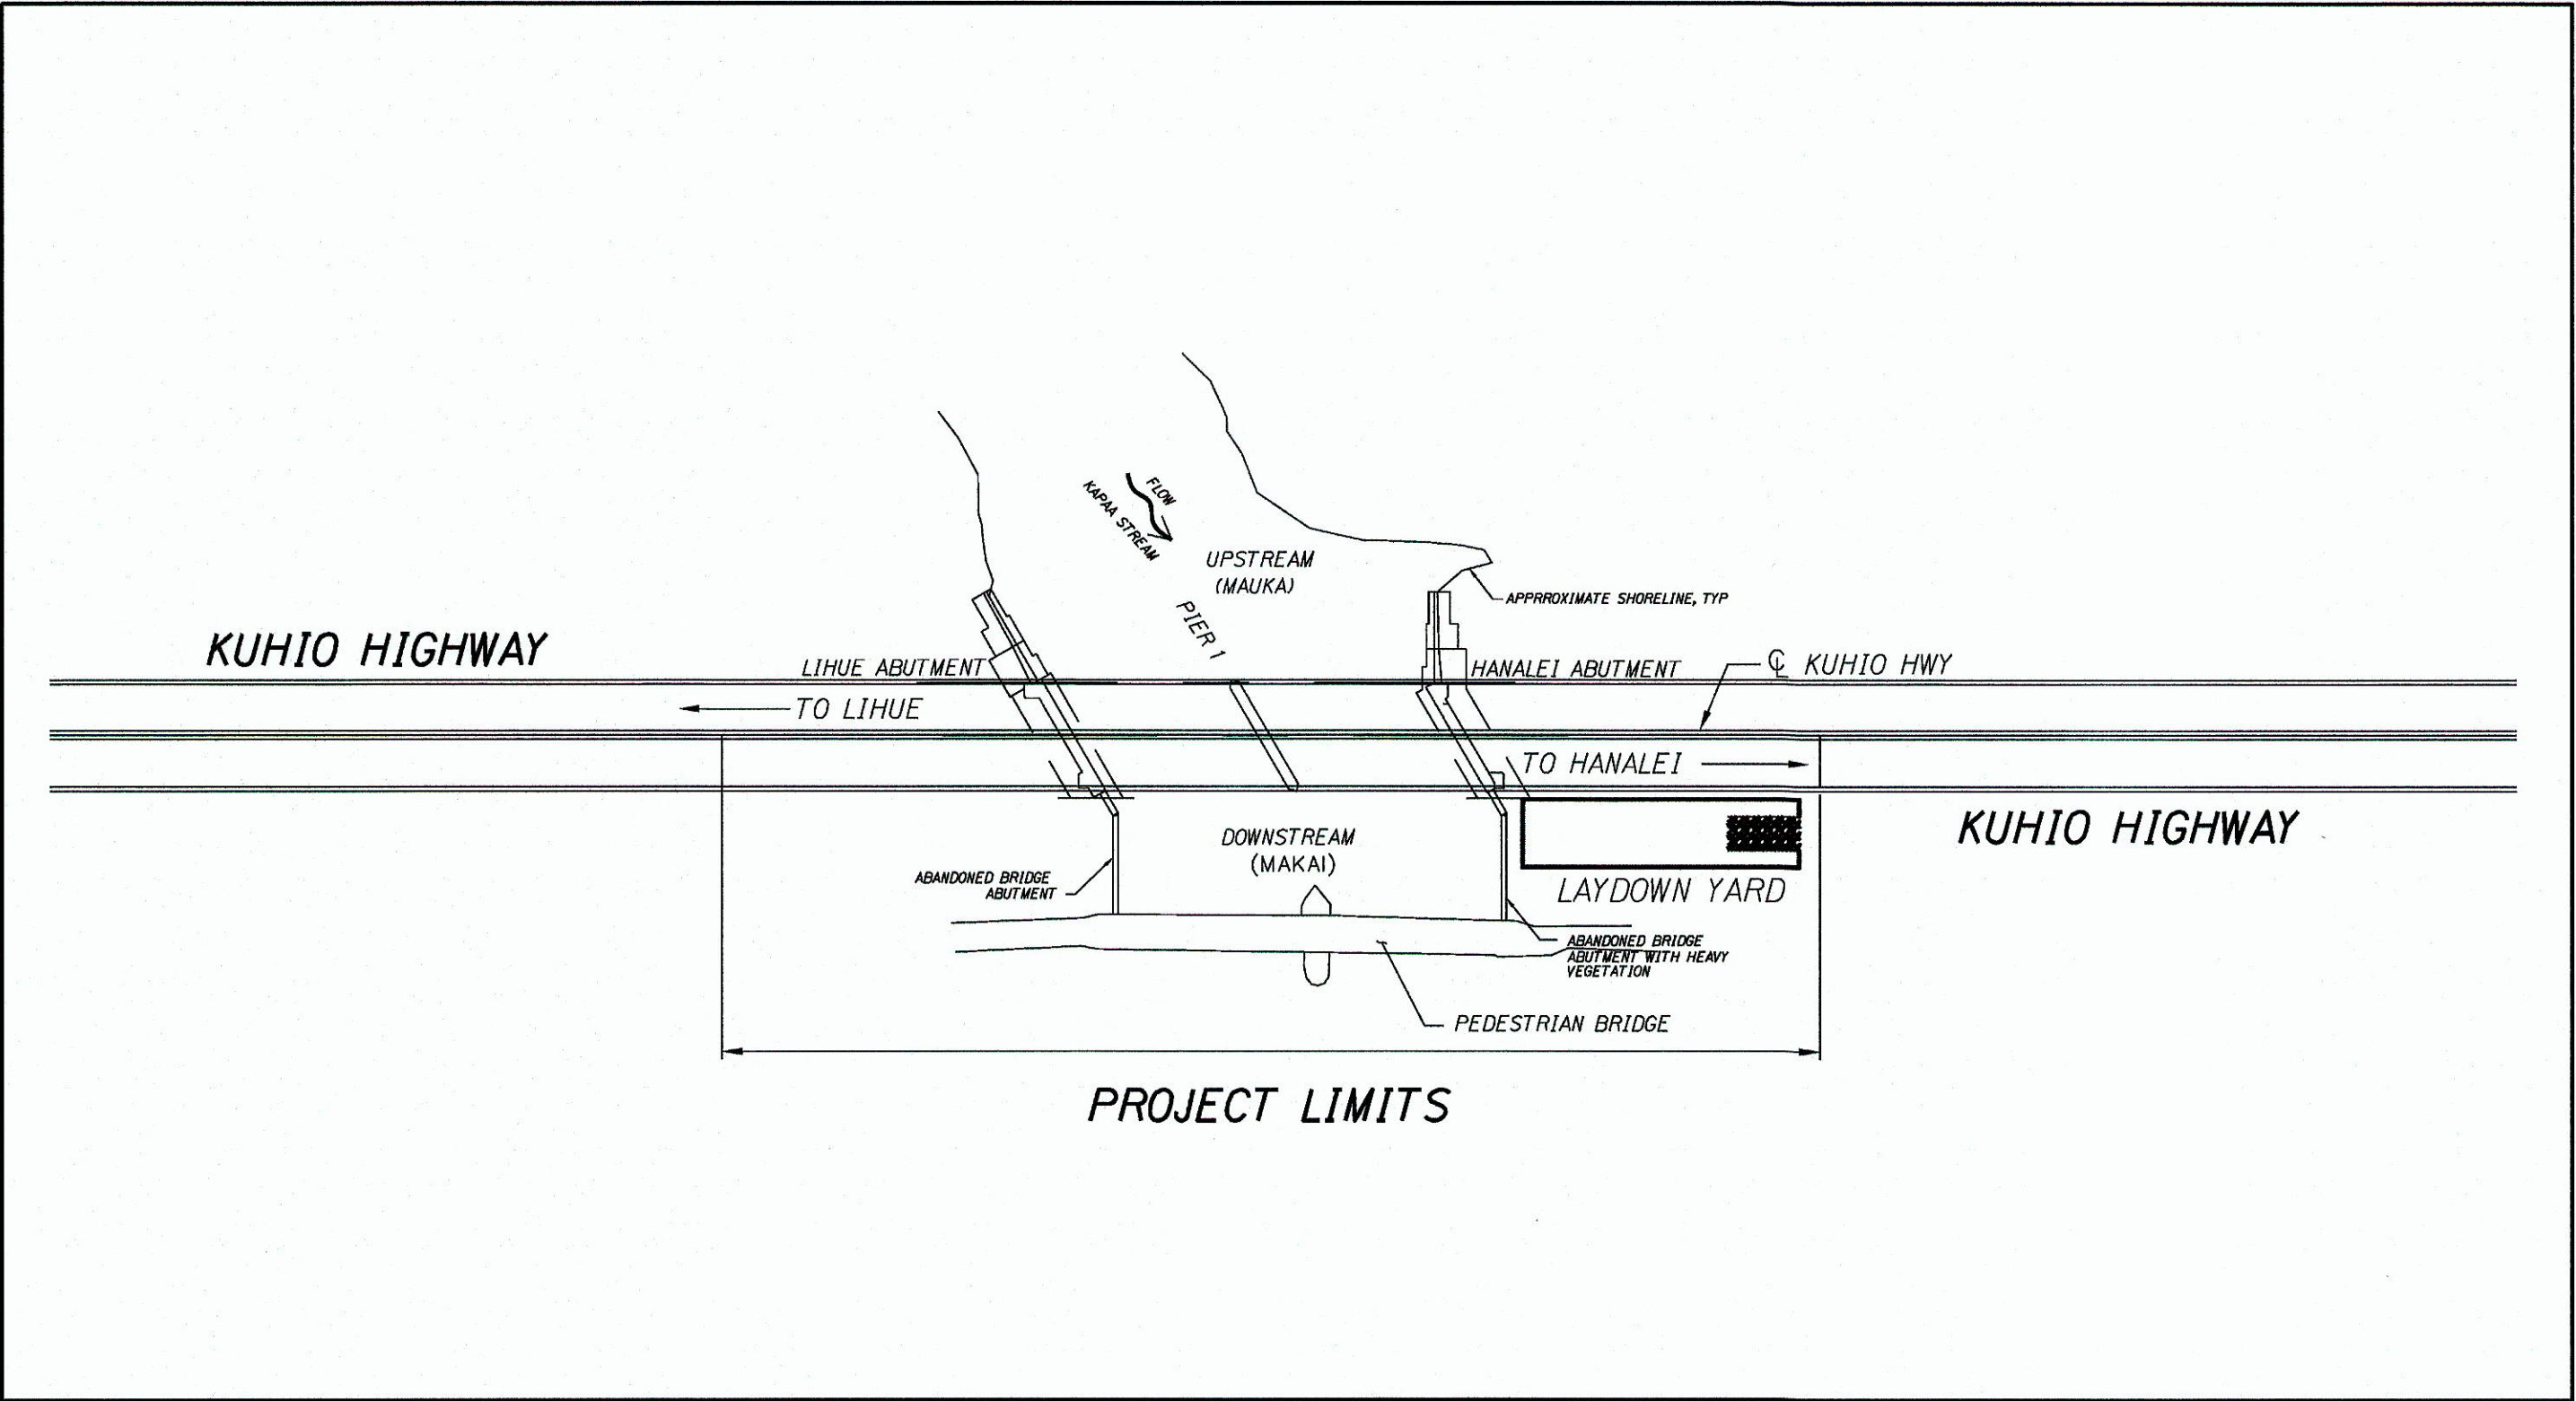 FLOW
KAPAA STREAM
UPSTREAM
(MAUKA)
APPRROXIMATE SHORELINE, TYP
PIER 1
KUHIO HIGHWAY
LIHUE ABUTMENT
HANALEI ABUTMENT
℄ KUHIO HWY
TO LIHUE
TO HANALEI
KUHIO HIGHWAY
DOWNSTREAM
(MAKAI)
ABANDONED BRIDGE
ABUTMENT
LAYDOWN YARD
ABANDONED BRIDGE
ABUTMENT WITH HEAVY
VEGETATION
PEDESTRIAN BRIDGE
PROJECT LIMITS